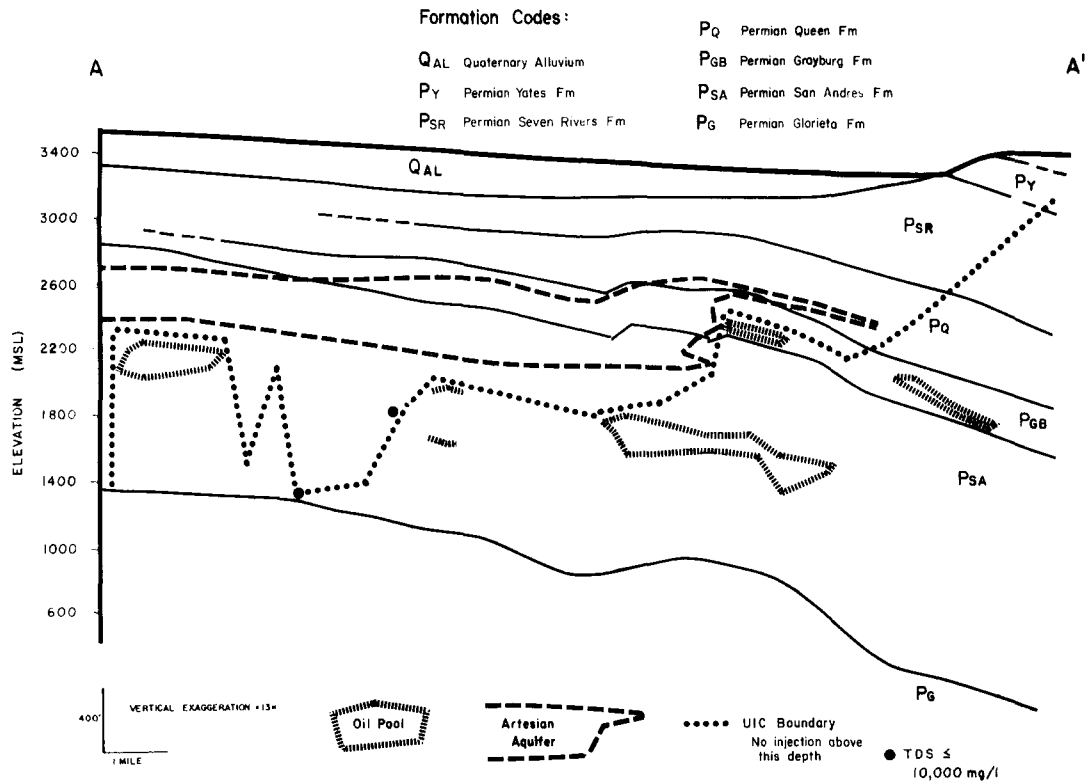 Formation Codes:
QAL Quaternary Alluvium
PY Permian Yates Fm
PSR Permian Seven Rivers Fm
PQ Permian Queen Fm
PGB Permian Grayburg Fm
PSA Permian San Andres Fm
PG Permian Glorieta Fm
A
A'
3400
3000
2600
2200
1800
1400
1000
600
ELEVATION (MSL)
QAL
PY
PSR
PQ
PGB
PSA
PG
400'
1 MILE
VERTICAL EXAGGERATION ×13×
Oil Pool
Artesian
Aquifer
UIC Boundary
No injection above
this depth
TDS ≤
10,000 mg/l